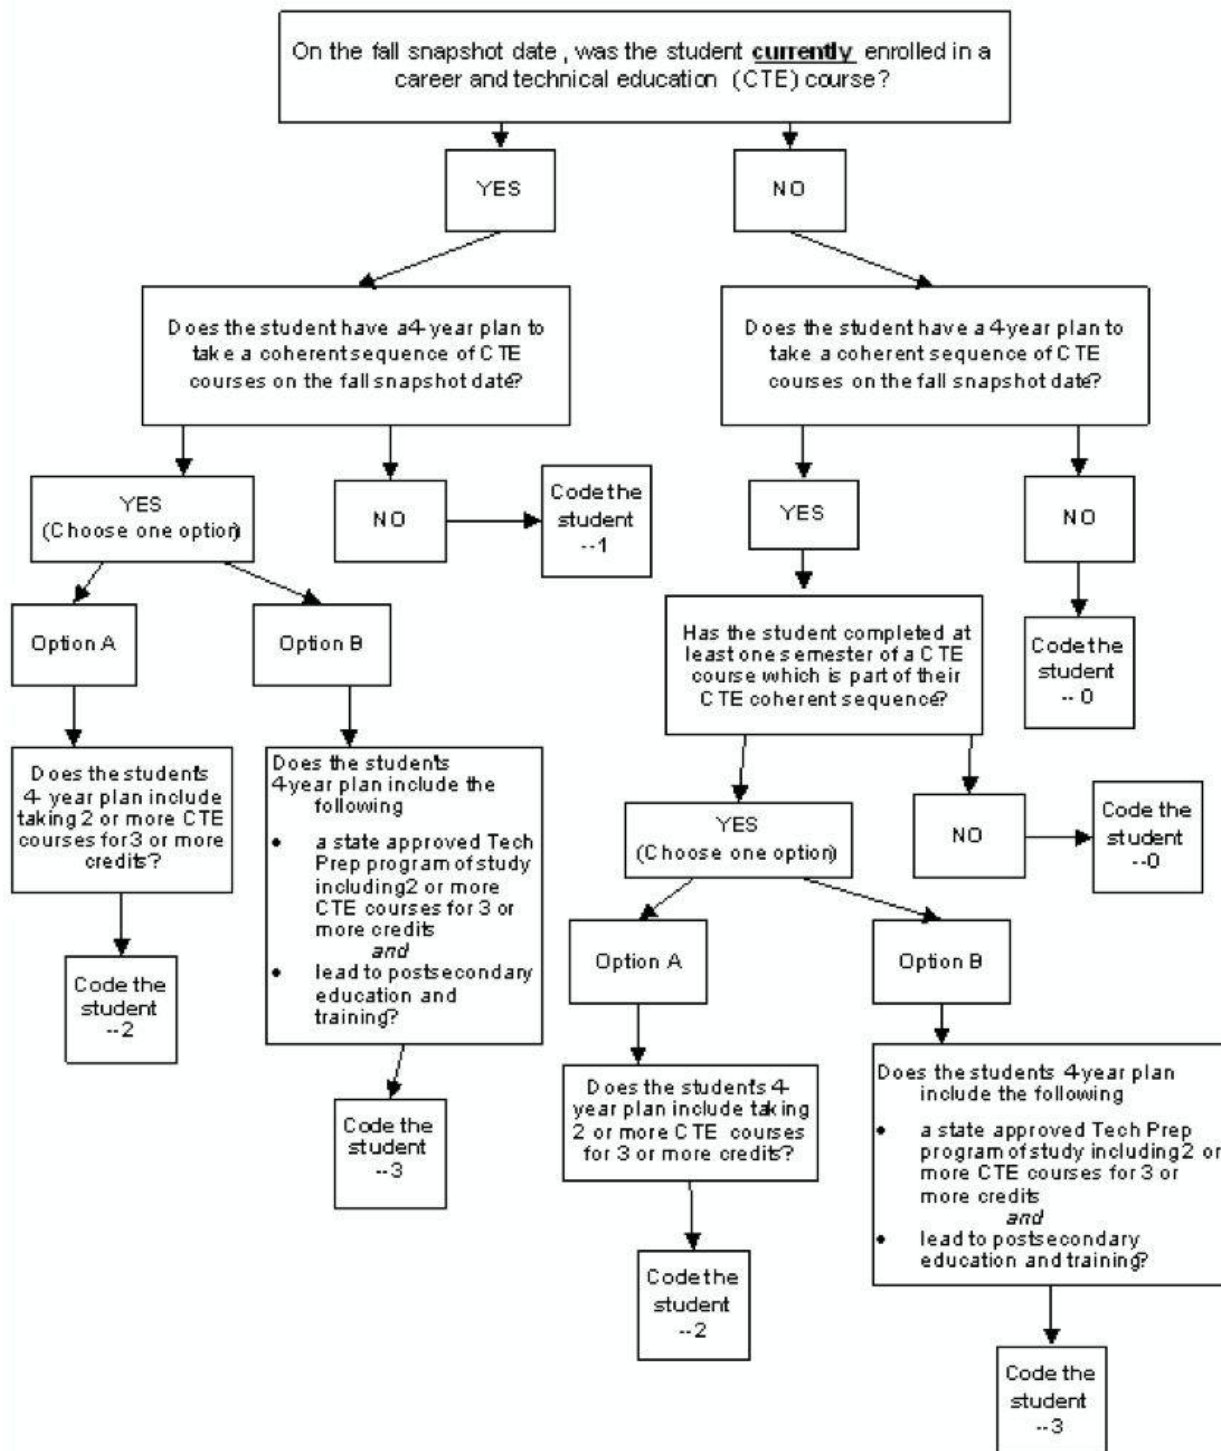 On the fall snapshot date , was the student currently enrolled in a
career and technical education (CTE) course?
YES
NO
Does the student have a 4-year plan to
take a coherent sequence of CTE
courses on the fall snapshot date?
Does the student have a 4-year plan to
take a coherent sequence of CTE
courses on the fall snapshot date?
YES
(Choose one option)
NO
Code the
student
--1
YES
NO
Option A
Option B
Has the student completed at
least one semester of a CTE
course which is part of their
CTE coherent sequence?
Code the
student
-- 0
Does the student's
4- year plan include
taking 2 or more CTE
courses for 3 or more
credits?
Does the student's
4-year plan include the
following
• a state approved Tech
Prep program of study
including 2 or more
CTE courses for 3 or
more credits
and
• lead to postsecondary
education and
training?
YES
(Choose one option)
NO
Code the
student
--0
Code the
student
--2
Option A
Option B
Code the
student
--3
Does the student's 4-
year plan include taking
2 or more CTE courses
for 3 or more credits?
Does the students 4-year plan
include the following
• a state approved Tech Prep
program of study including 2 or
more CTE courses for 3 or
more credits
and
• lead to postsecondary
education and training?
Code the
student
--2
Code the
student
--3